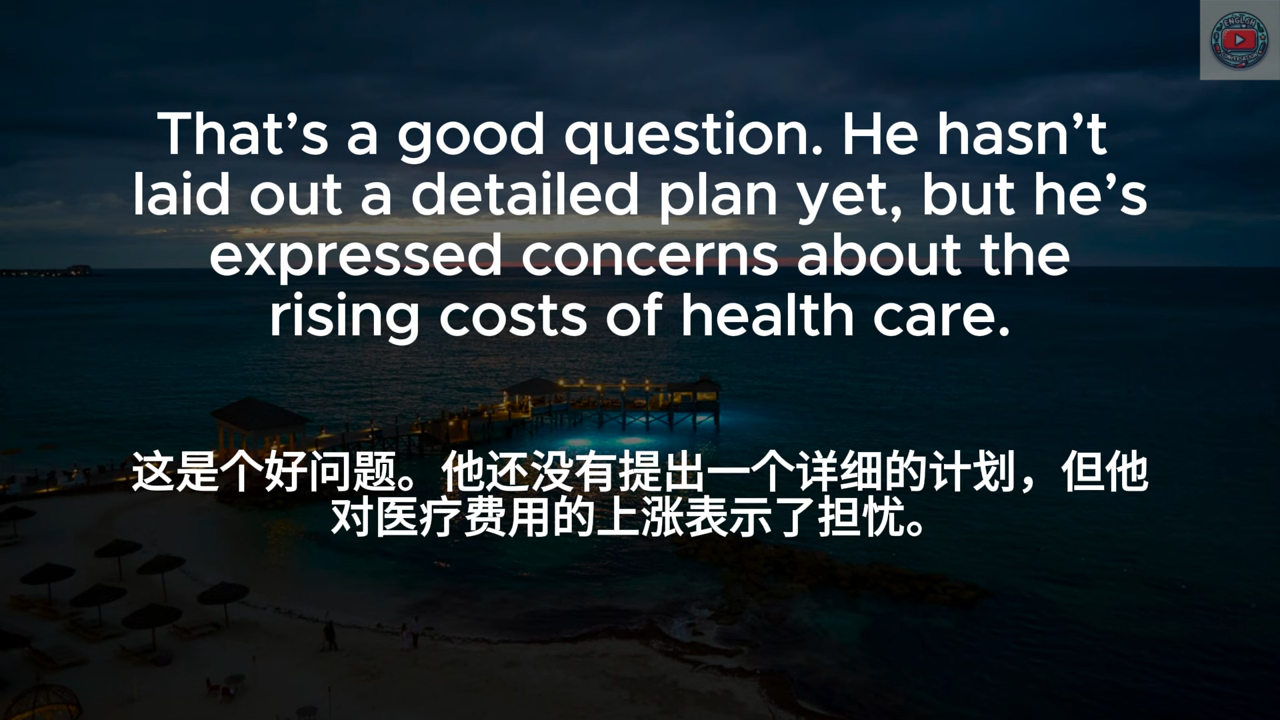 ENGLISH
CONVERSATION
That’s a good question. He hasn’t
laid out a detailed plan yet, but he’s
expressed concerns about the
rising costs of health care.
这是个好问题。他还没有提出一个详细的计划，但他
对医疗费用的上涨表示了担忧。